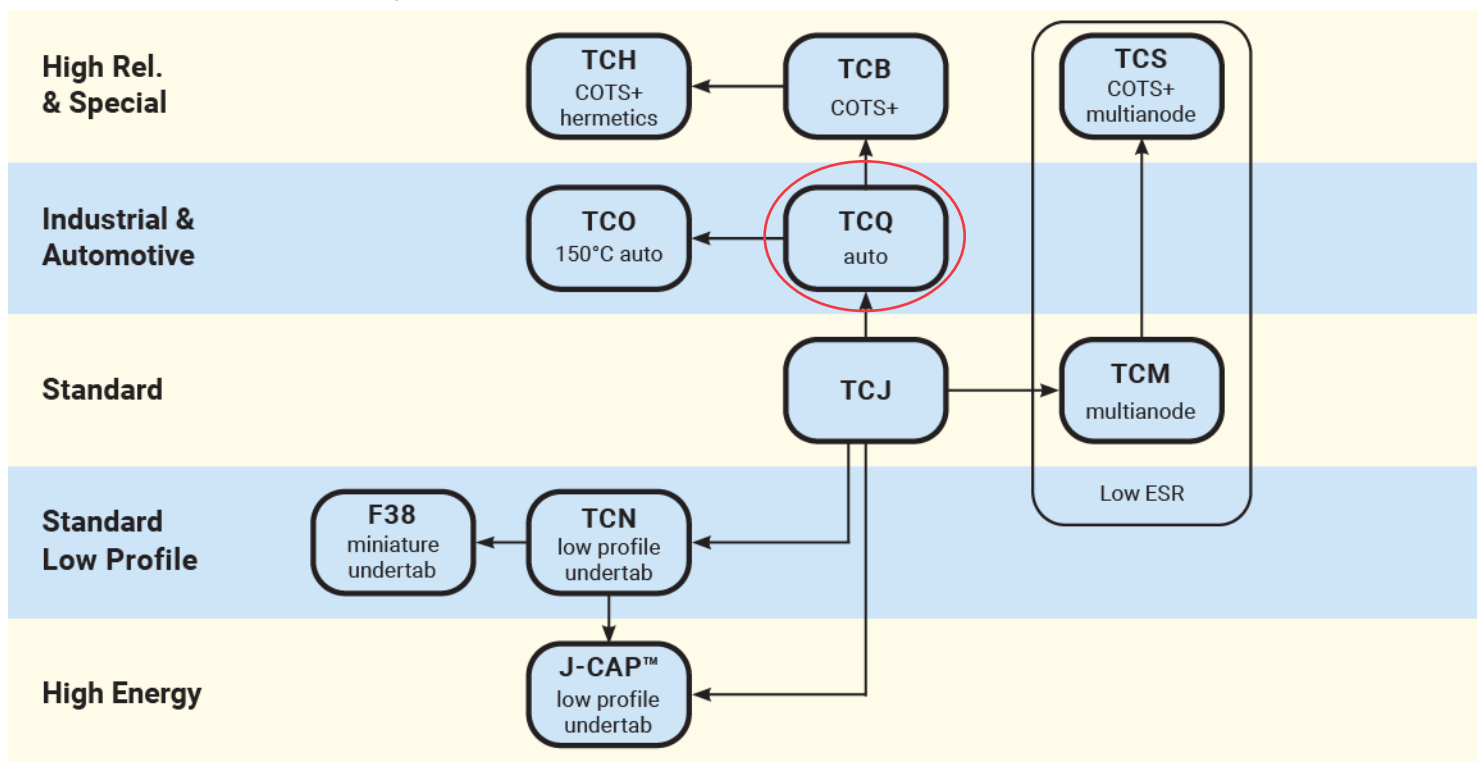 High Rel.
& Special
TCH
COTS+
hermetics
TCB
COTS+
TCS
COTS+
multianode
Industrial &
Automotive
TCO
150°C auto
TCQ
auto
Standard
TCJ
TCM
multianode
Low ESR
Standard
Low Profile
F38
miniature
undertab
TCN
low profile
undertab
High Energy
J-CAP™
low profile
undertab